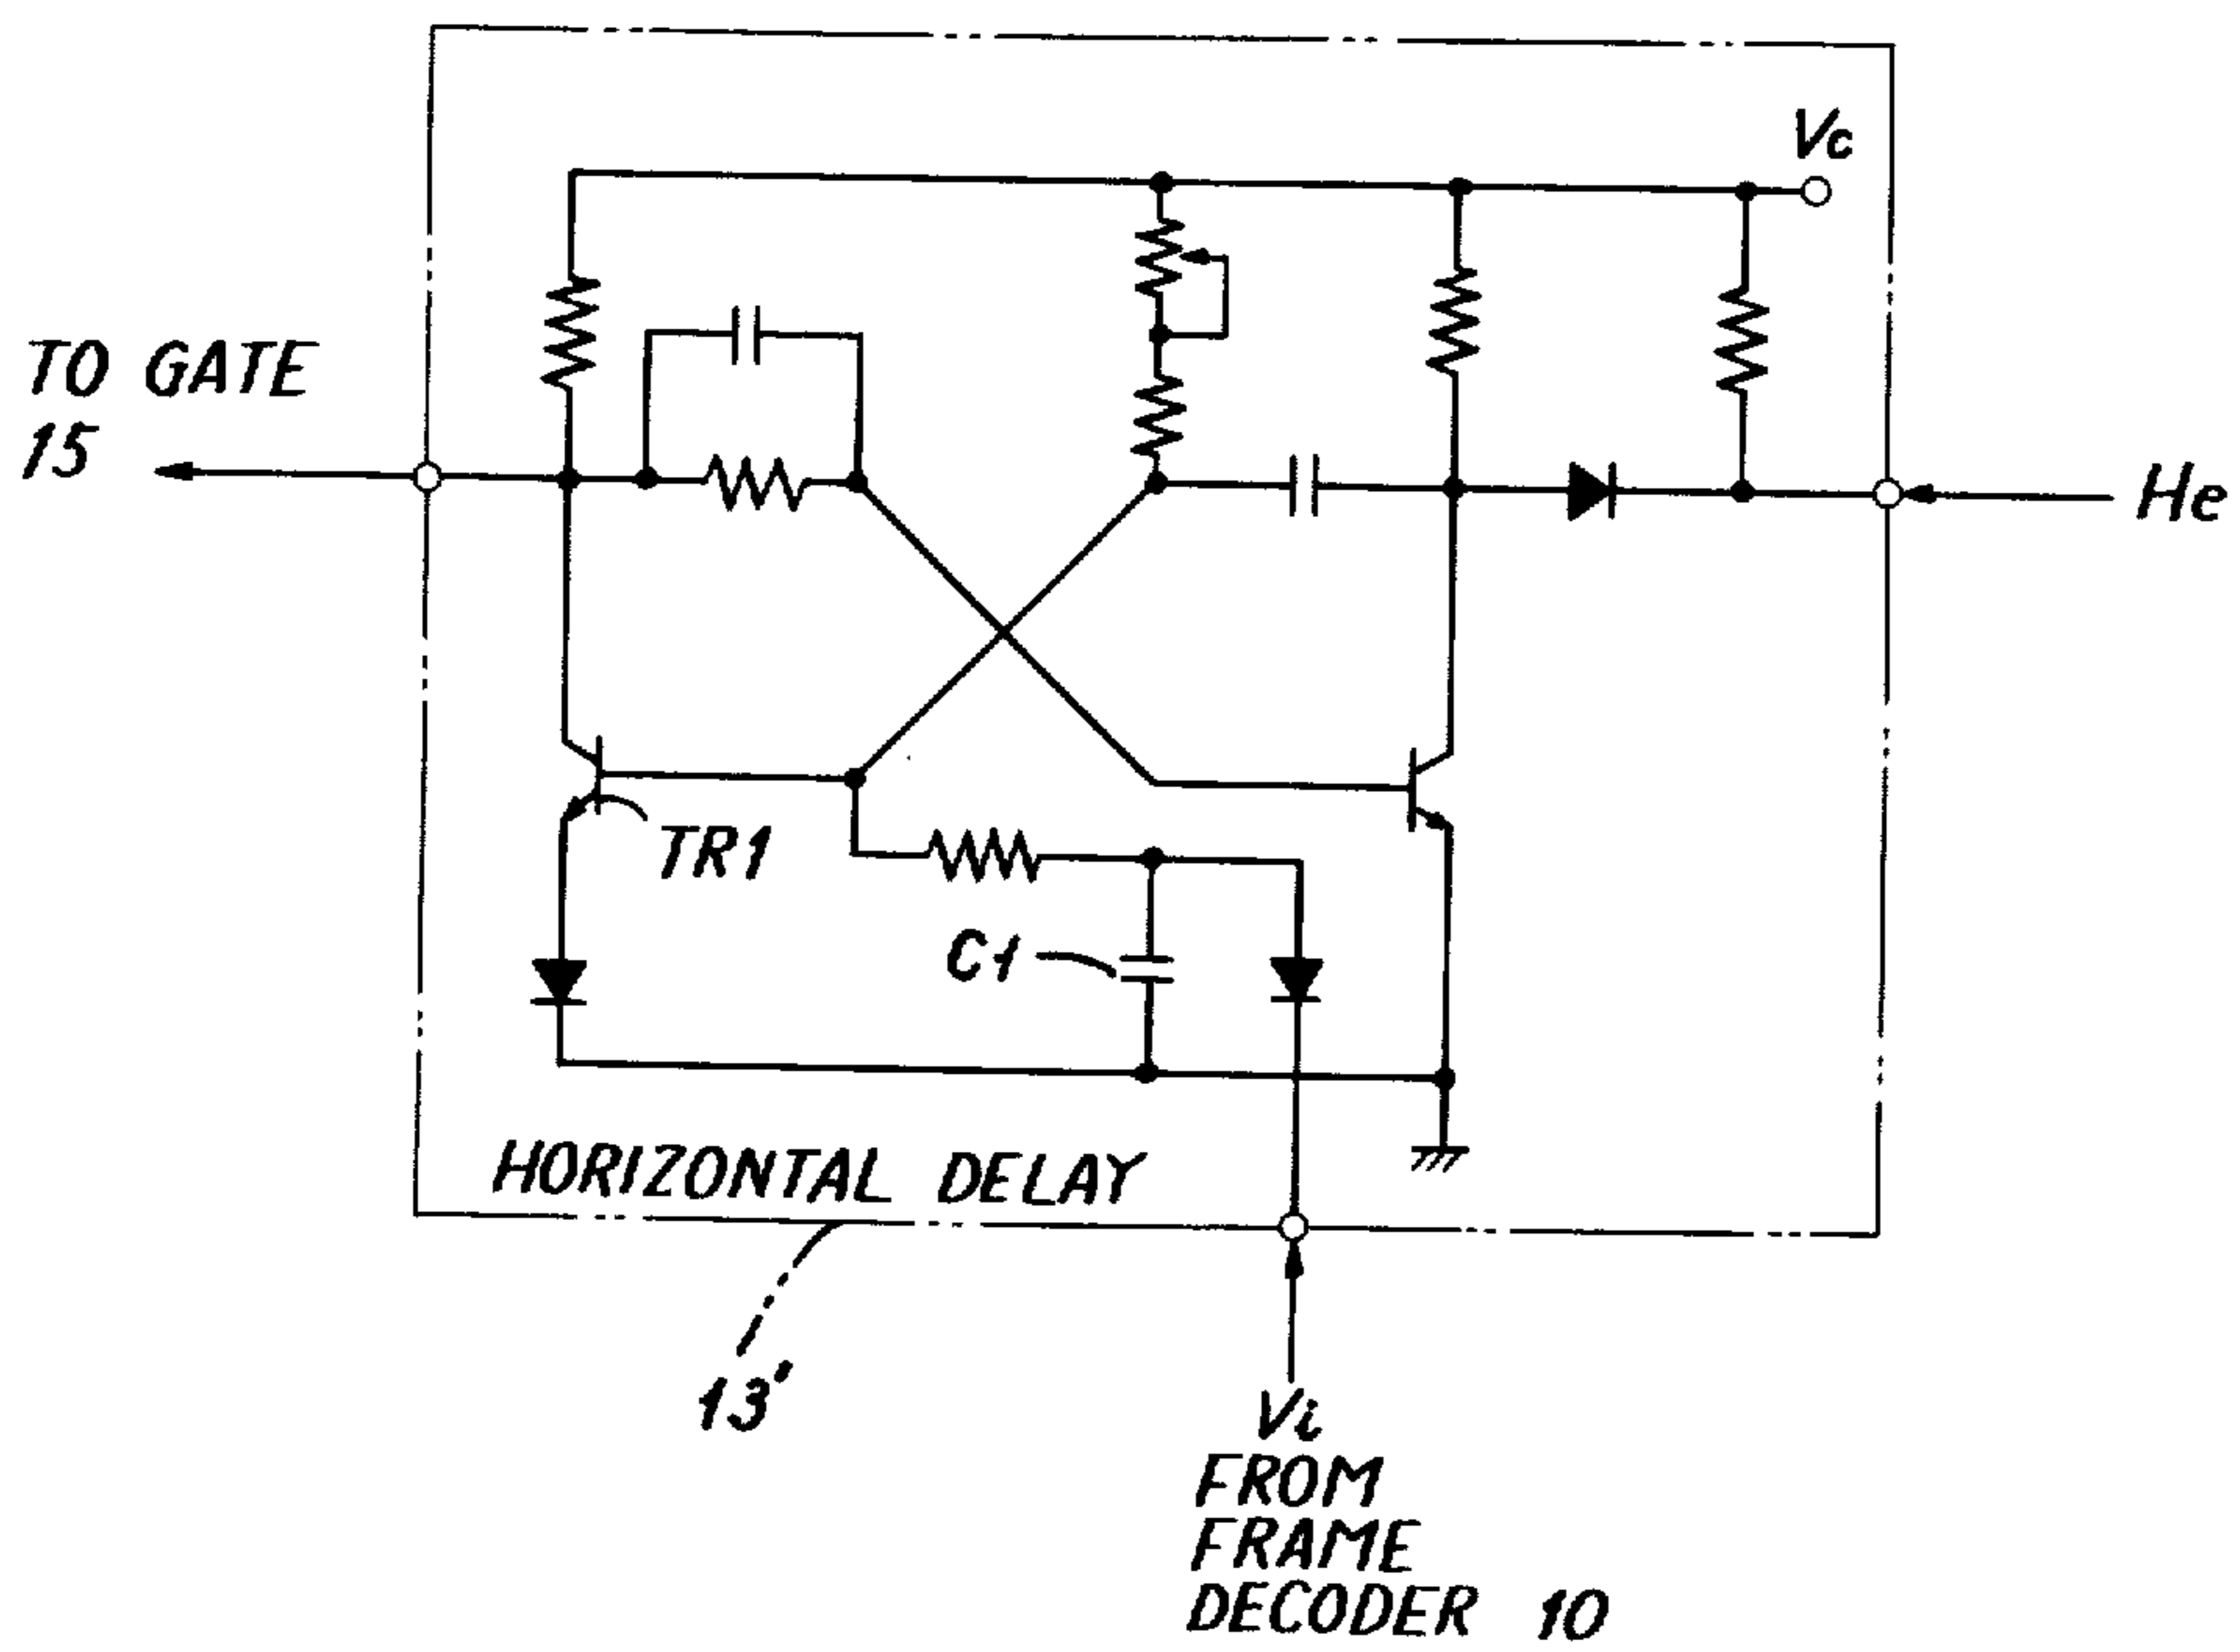 Vc
TO GATE
15
He
TR1
C1
HORIZONTAL DELAY
13'
Vi
FROM
FRAME
DECODER 10